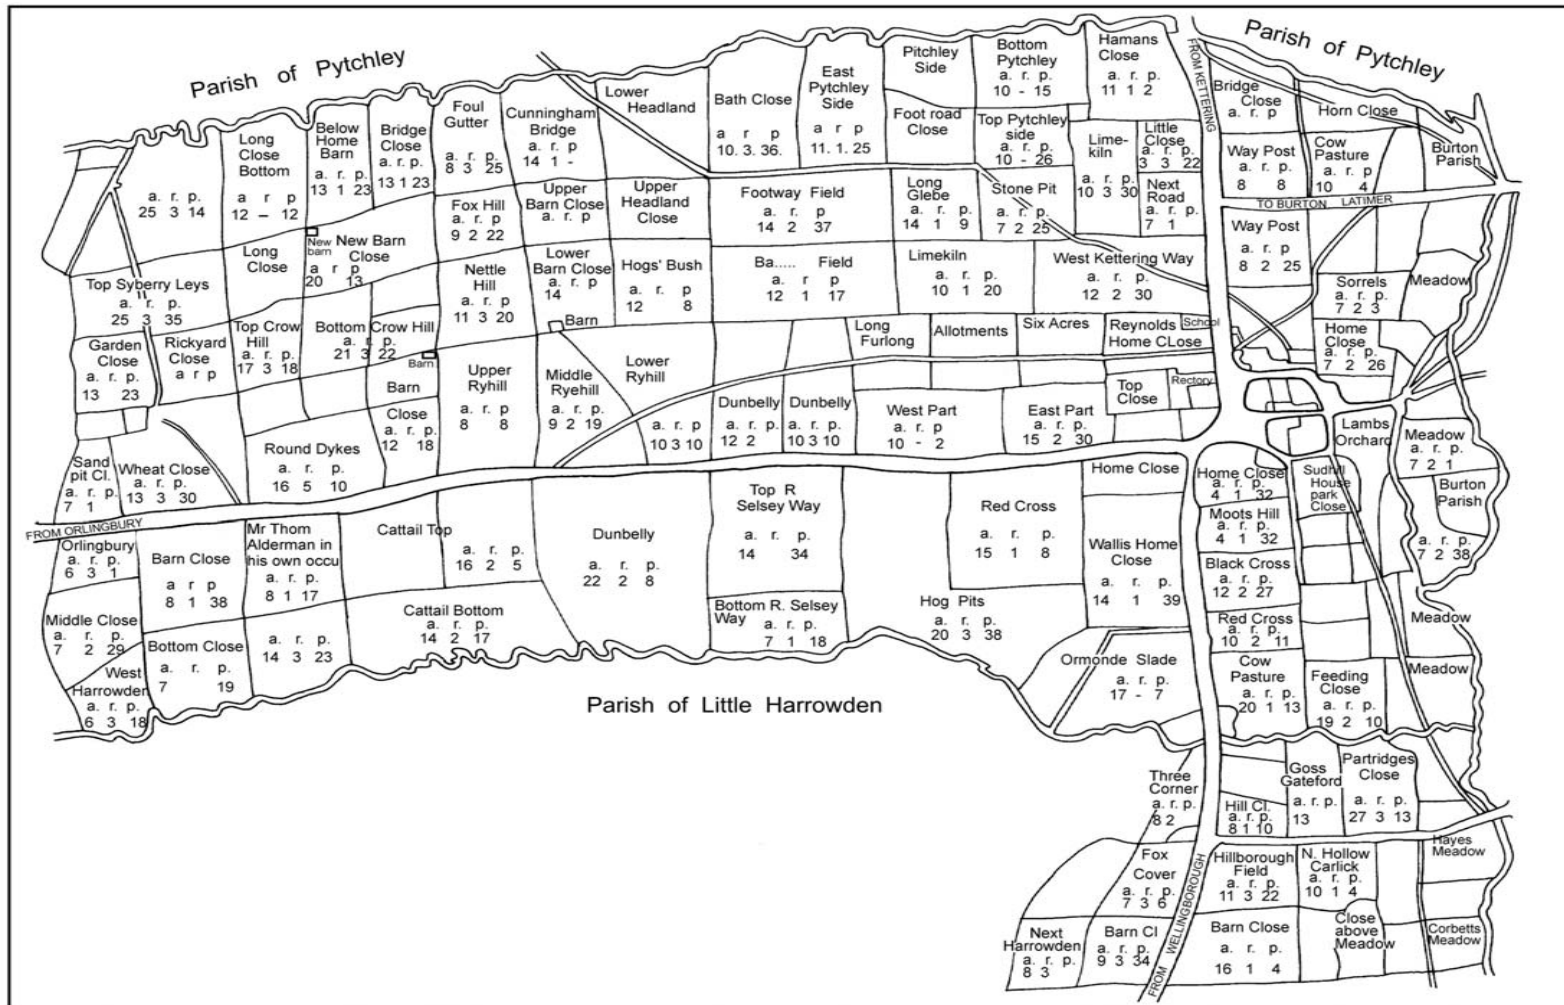 Parish of Pytchley
Parish of Pytchley
FROM KETTERING
Pitchley
Side
Bottom
Pytchley
a. r. p.
10 - 15
Hamans
Close
a. r. p.
11 1 2
Bridge
Close
a. r. p
Horn Close
Burton
Parish
a. r. p.
25 3 14
Long
Close
Bottom
a r p
12 – 12
Below
Home
Barn
a. r. p.
13 1 23
Bridge
Close
a. r. p.
13 1 23
Foul
Gutter
a. r. p.
8 3 25
Cunningham
Bridge
a. r. p
14 1 -
Lower
Headland
Bath Close
a r p
10. 3. 36.
East
Pytchley
Side
a r p
11. 1. 25
Foot road
Close
Top Pytchley
side
a. r. p.
10 - 26
Lime-
kiln
a. r. p.
10 3 30
Little
Close
a. r. p.
3 3 22
Next
Road
a. r. p.
7 1
Way Post
a. r. p.
8 8
Cow
Pasture
a. r. p
10 4
TO BURTON LATIMER
Fox Hill
a. r. p
9 2 22
Upper
Barn Close
a. r. p
Upper
Headland
Close
Footway Field
a. r. p
14 2 37
Long
Glebe
a. r. p.
14 1 9
Stone Pit
a. r. p.
7 2 25
Way Post
a. r. p
8 2 25
Long
Close
New
barn
New Barn
Close
a r p
20 13
Top Syberry Leys
a. r. p.
25 3 35
Nettle
Hill
a. r. p
11 3 20
Lower
Barn Close
a. r. p
14
Hogs' Bush
a. r. p
12 8
Ba..... Field
a r p
12 1 17
Limekiln
a. r. p.
10 1 20
West Kettering Way
a. r. p.
12 2 30
Sorrels
a. r. p.
7 2 3
Meadow
Garden
Close
a. r. p.
13 23
Rickyard
Close
a r p
Top Crow
Hill
a. r. p.
17 3 18
Bottom Crow Hill
a. r. p.
21 3 22
Barn
Barn
Close
a. r. p.
12 18
Barn
Upper
Ryhill
a. r. p
8 8
Middle
Ryehill
a. r. p.
9 2 19
Lower
Ryhill
a. r. p
10 3 10
Long
Furlong
Allotments
Six Acres
Reynolds
Home CLose
School
Home
Close
a. r. p.
7 2 26
Dunbelly
a. r. p.
12 2
Dunbelly
a. r. p.
10 3 10
West Part
a. r. p
10 - 2
East Part
a. r. p.
15 2 30
Top
Close
Rectory
Lambs
Orchard
Meadow
a. r. p.
7 2 1
Sand
pit Cl.
a. r. p.
7 1
Wheat Close
a. r. p.
13 3 30
Round Dykes
a. r. p.
16 5 10
FROM ORLINGBURY
Home Close
Home Close
a. r. p.
4 1 32
Sudhill
House
park
Close
Burton
Parish
a. r. p.
7 2 38
Orlingbury
a. r. p.
6 3 1
Barn Close
a r p
8 1 38
Mr Thom
Alderman in
his own occu
a. r. p.
8 1 17
Cattail Top
a. r. p.
16 2 5
Dunbelly
a. r. p.
22 2 8
Top R
Selsey Way
a. r. p.
14 34
Red Cross
a. r. p.
15 1 8
Wallis Home
Close
a. r. p.
14 1 39
Moots Hill
a. r. p.
4 1 32
Black Cross
a. r. p.
12 2 27
Middle Close
a. r. p.
7 2 29
Bottom Close
a. r. p.
7 19
a. r. p.
14 3 23
Cattail Bottom
a. r. p.
14 2 17
Bottom R. Selsey
Way a. r. p.
7 1 18
Hog Pits
a. r. p.
20 3 38
Red Cross
a. r. p.
10 2 11
Meadow
West
Harrowden
a. r. p.
6 3 18
Ormonde Slade
a. r. p.
17 - 7
Cow
Pasture
a. r. p.
20 1 13
Feeding
Close
a. r. p.
19 2 10
Meadow
Parish of Little Harrowden
Three
Corner
a. r. p.
8 2
Hill Cl.
a. r. p.
8 1 10
Goss
Gateford
a. r. p.
13
Partridges
Close
a. r. p.
27 3 13
Hayes
Meadow
Fox
Cover
a. r. p.
7 3 6
FROM WELLINGBOROUGH
Hillborough
Field
a. r. p.
11 3 22
N. Hollow
Carlick
a. r. p.
10 1 4
Next
Harrowden
a. r. p.
8 3
Barn Cl
a. r. p.
9 3 34
Barn Close
a. r. p.
16 1 4
Close
above
Meadow
Corbetts
Meadow